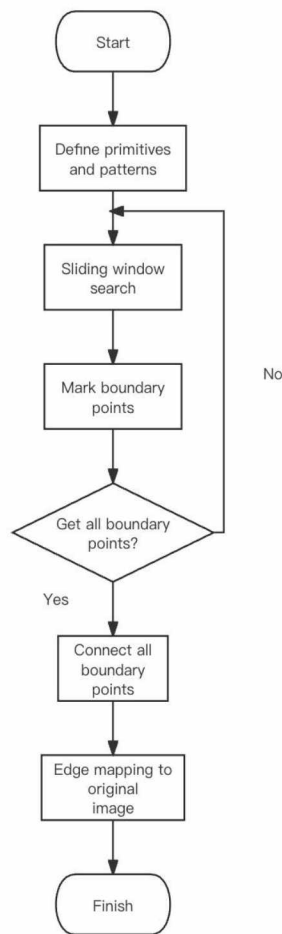 Start
Define primitives
and patterns
Sliding window
search
Mark boundary
points
No
Get all boundary
points?
Yes
Connect all
boundary
points
Edge mapping to
original
image
Finish